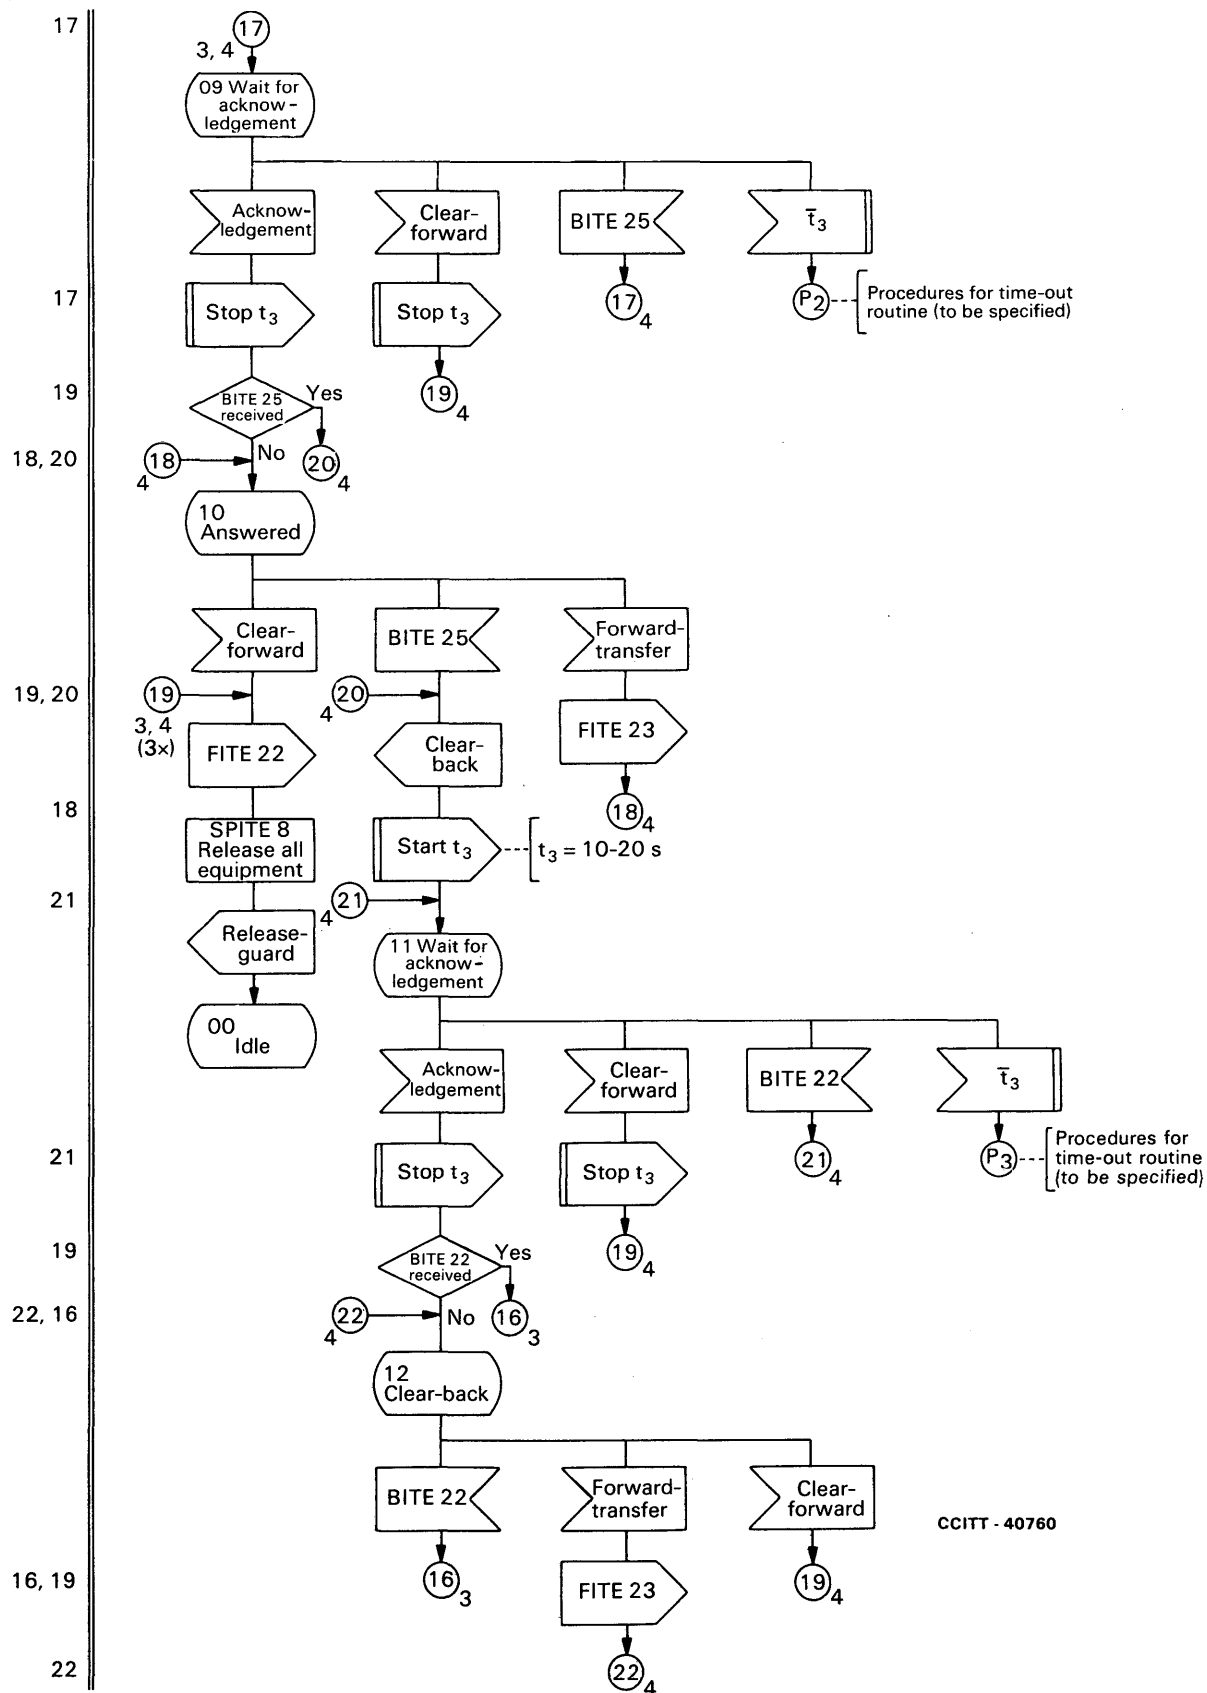 17
17
3, 4
09 Wait for
acknow-
ledgement
Acknow-
ledgement
Clear-
forward
BITE 25
t̅3
17
Stop t3
Stop t3
17
4
P2
Procedures for time-out
routine (to be specified)
19
BITE 25
received
Yes
19
4
18, 20
18
4
No
20
4
10
Answered
Clear-
forward
BITE 25
Forward-
transfer
19, 20
19
3, 4
(3x)
20
4
FITE 22
Clear-
back
FITE 23
18
18
4
SPITE 8
Release all
equipment
Start t3
t3 = 10-20 s
21
21
4
Release-
guard
11 Wait for
acknow-
ledgement
00
Idle
Acknow-
ledgement
Clear-
forward
BITE 22
t̅3
21
Stop t3
Stop t3
21
4
P3
Procedures for
time-out routine
(to be specified)
19
BITE 22
received
Yes
19
4
22, 16
22
4
No
16
3
12
Clear-back
BITE 22
Forward-
transfer
Clear-
forward
CCITT - 40760
16, 19
16
3
FITE 23
19
4
22
22
4